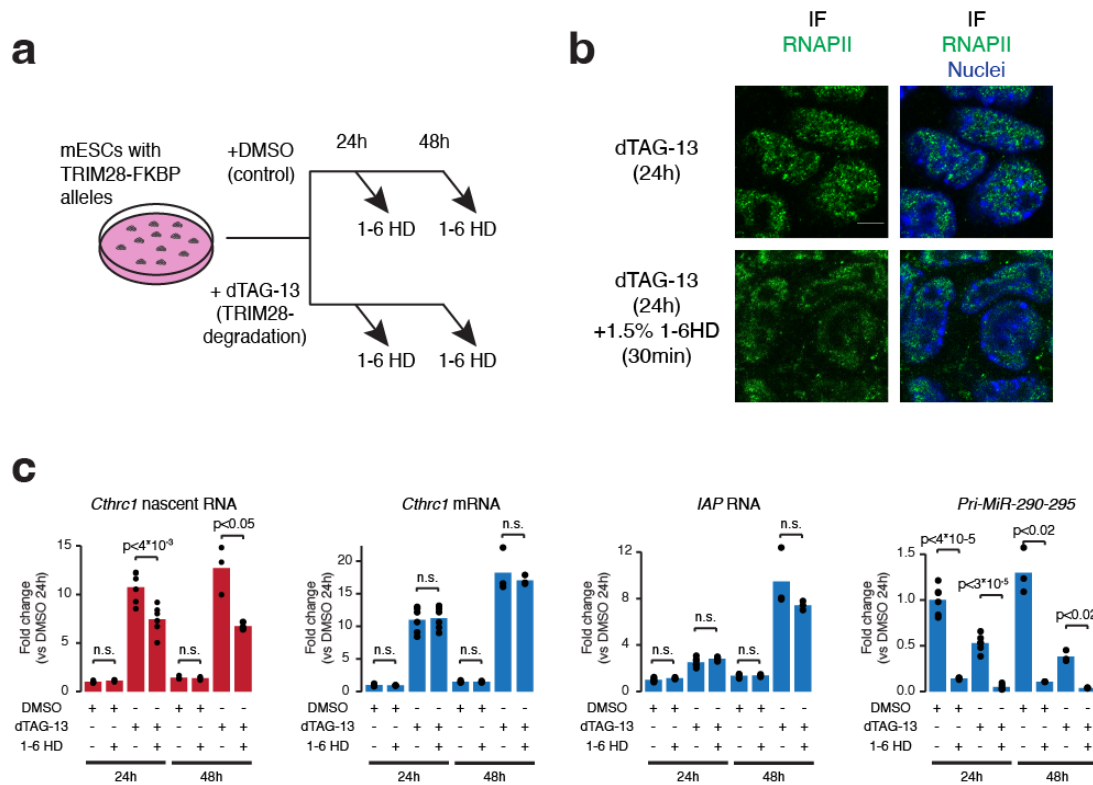 a
mESCs with
TRIM28-FKBP
alleles
+DMSO
(control)
24h
48h
1-6 HD
1-6 HD
+ dTAG-13
(TRIM28-
degradation)
1-6 HD
1-6 HD
b
IF
RNAPII
IF
RNAPII
Nuclei
dTAG-13
(24h)
dTAG-13
(24h)
+1.5% 1-6HD
(30min)
c
Cthrc1 nascent RNA
Fold change
(vs DMSO 24h)
15
10
5
0
n.s.
p<4*10-3
n.s.
p<0.05
DMSO + + - - + + - -
dTAG-13 - - + + - - + +
1-6 HD - + - + - + - +
24h 48h
Cthrc1 mRNA
Fold change
(vs DMSO 24h)
20
15
10
5
0
n.s.
n.s.
n.s.
n.s.
DMSO + + - - + + - -
dTAG-13 - - + + - - + +
1-6 HD - + - + - + - +
24h 48h
IAP RNA
Fold change
(vs DMSO 24h)
12
8
4
0
n.s.
n.s.
n.s.
n.s.
DMSO + + - - + + - -
dTAG-13 - - + + - - + +
1-6 HD - + - + - + - +
24h 48h
Pri-MiR-290-295
Fold change
(vs DMSO 24h)
1.5
1.0
0.5
0.0
p<4*10-5
p<3*10-5
p<0.02
p<0.02
DMSO + + - - + + - -
dTAG-13 - - + + - - + +
1-6 HD - + - + - + - +
24h 48h